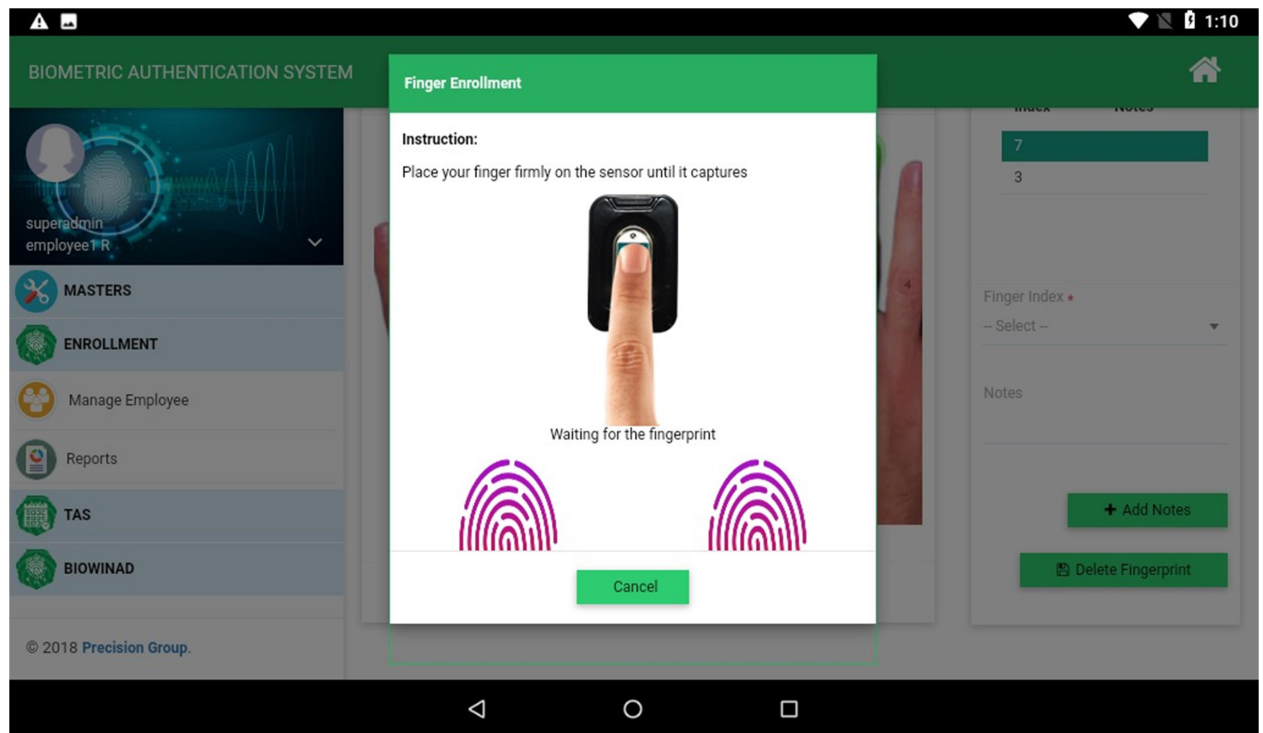 1:10
BIOMETRIC AUTHENTICATION SYSTEM
superadmin
employee1 R
MASTERS
ENROLLMENT
Manage Employee
Reports
TAS
BIOWINAD
© 2018 Precision Group.
Finger Enrollment
Instruction:
Place your finger firmly on the sensor until it captures
Waiting for the fingerprint
Cancel
4
Index Notes
7
3
Finger Index *
-- Select --
Notes
+ Add Notes
Delete Fingerprint